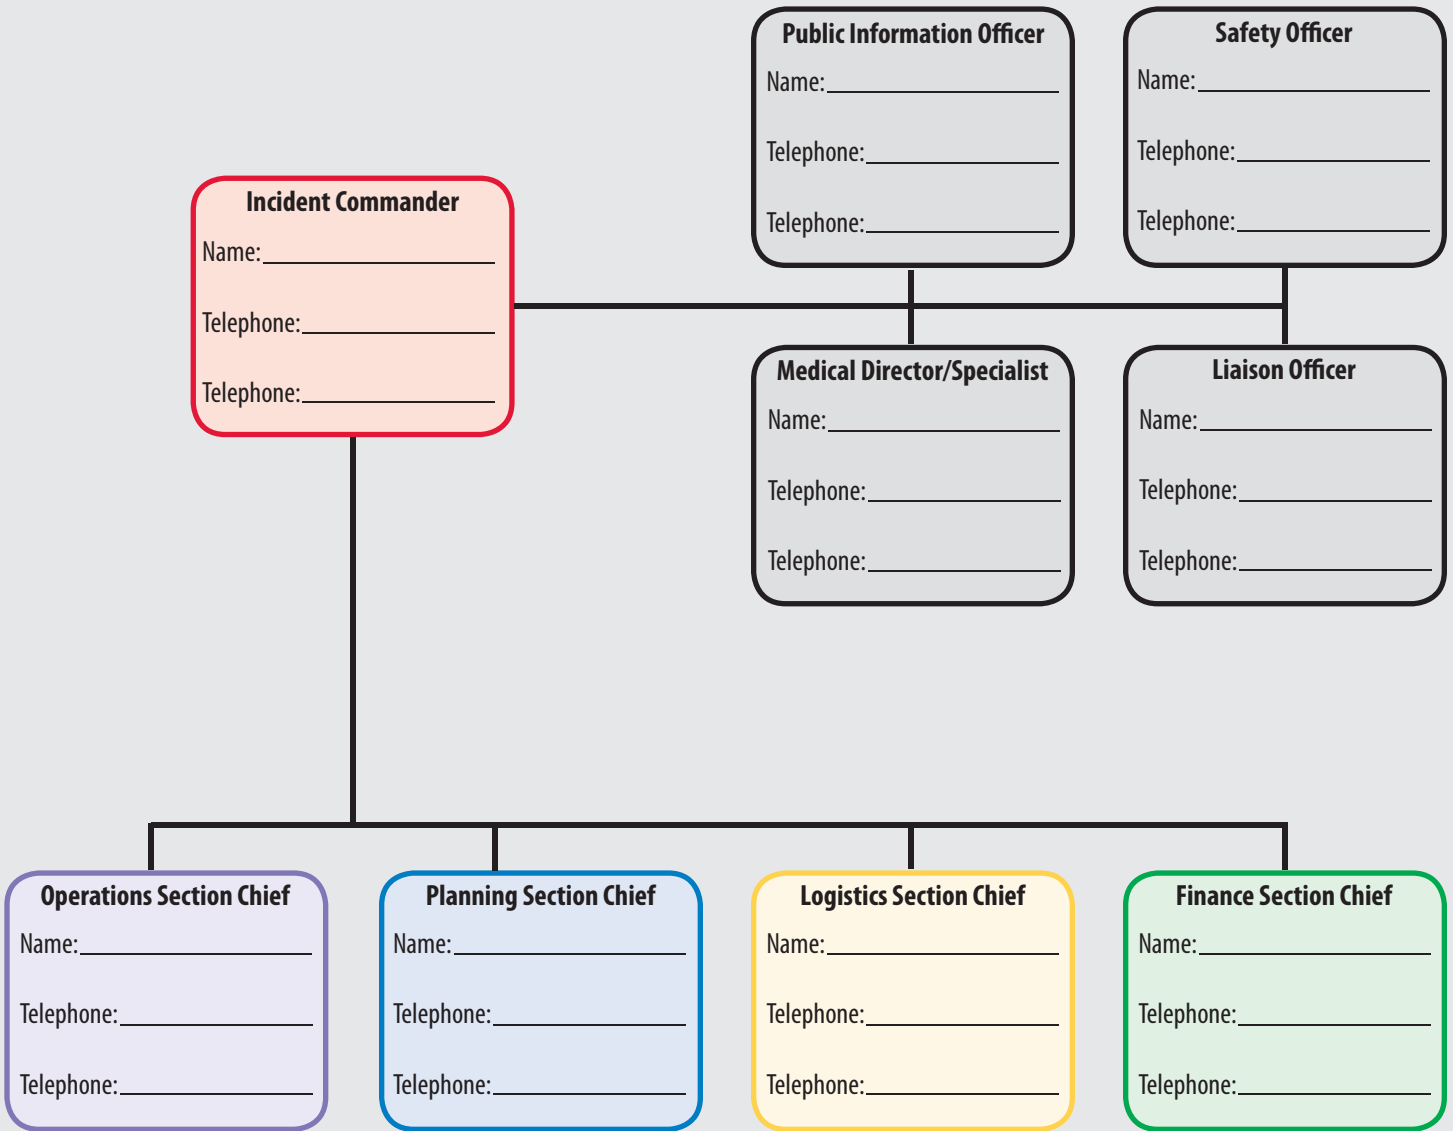 Public Information Officer
Name:
Telephone:
Telephone:
Safety Officer
Name:
Telephone:
Telephone:
Incident Commander
Name:
Telephone:
Telephone:
Medical Director/Specialist
Name:
Telephone:
Telephone:
Liaison Officer
Name:
Telephone:
Telephone:
Operations Section Chief
Name:
Telephone:
Telephone:
Planning Section Chief
Name:
Telephone:
Telephone:
Logistics Section Chief
Name:
Telephone:
Telephone:
Finance Section Chief
Name:
Telephone:
Telephone: